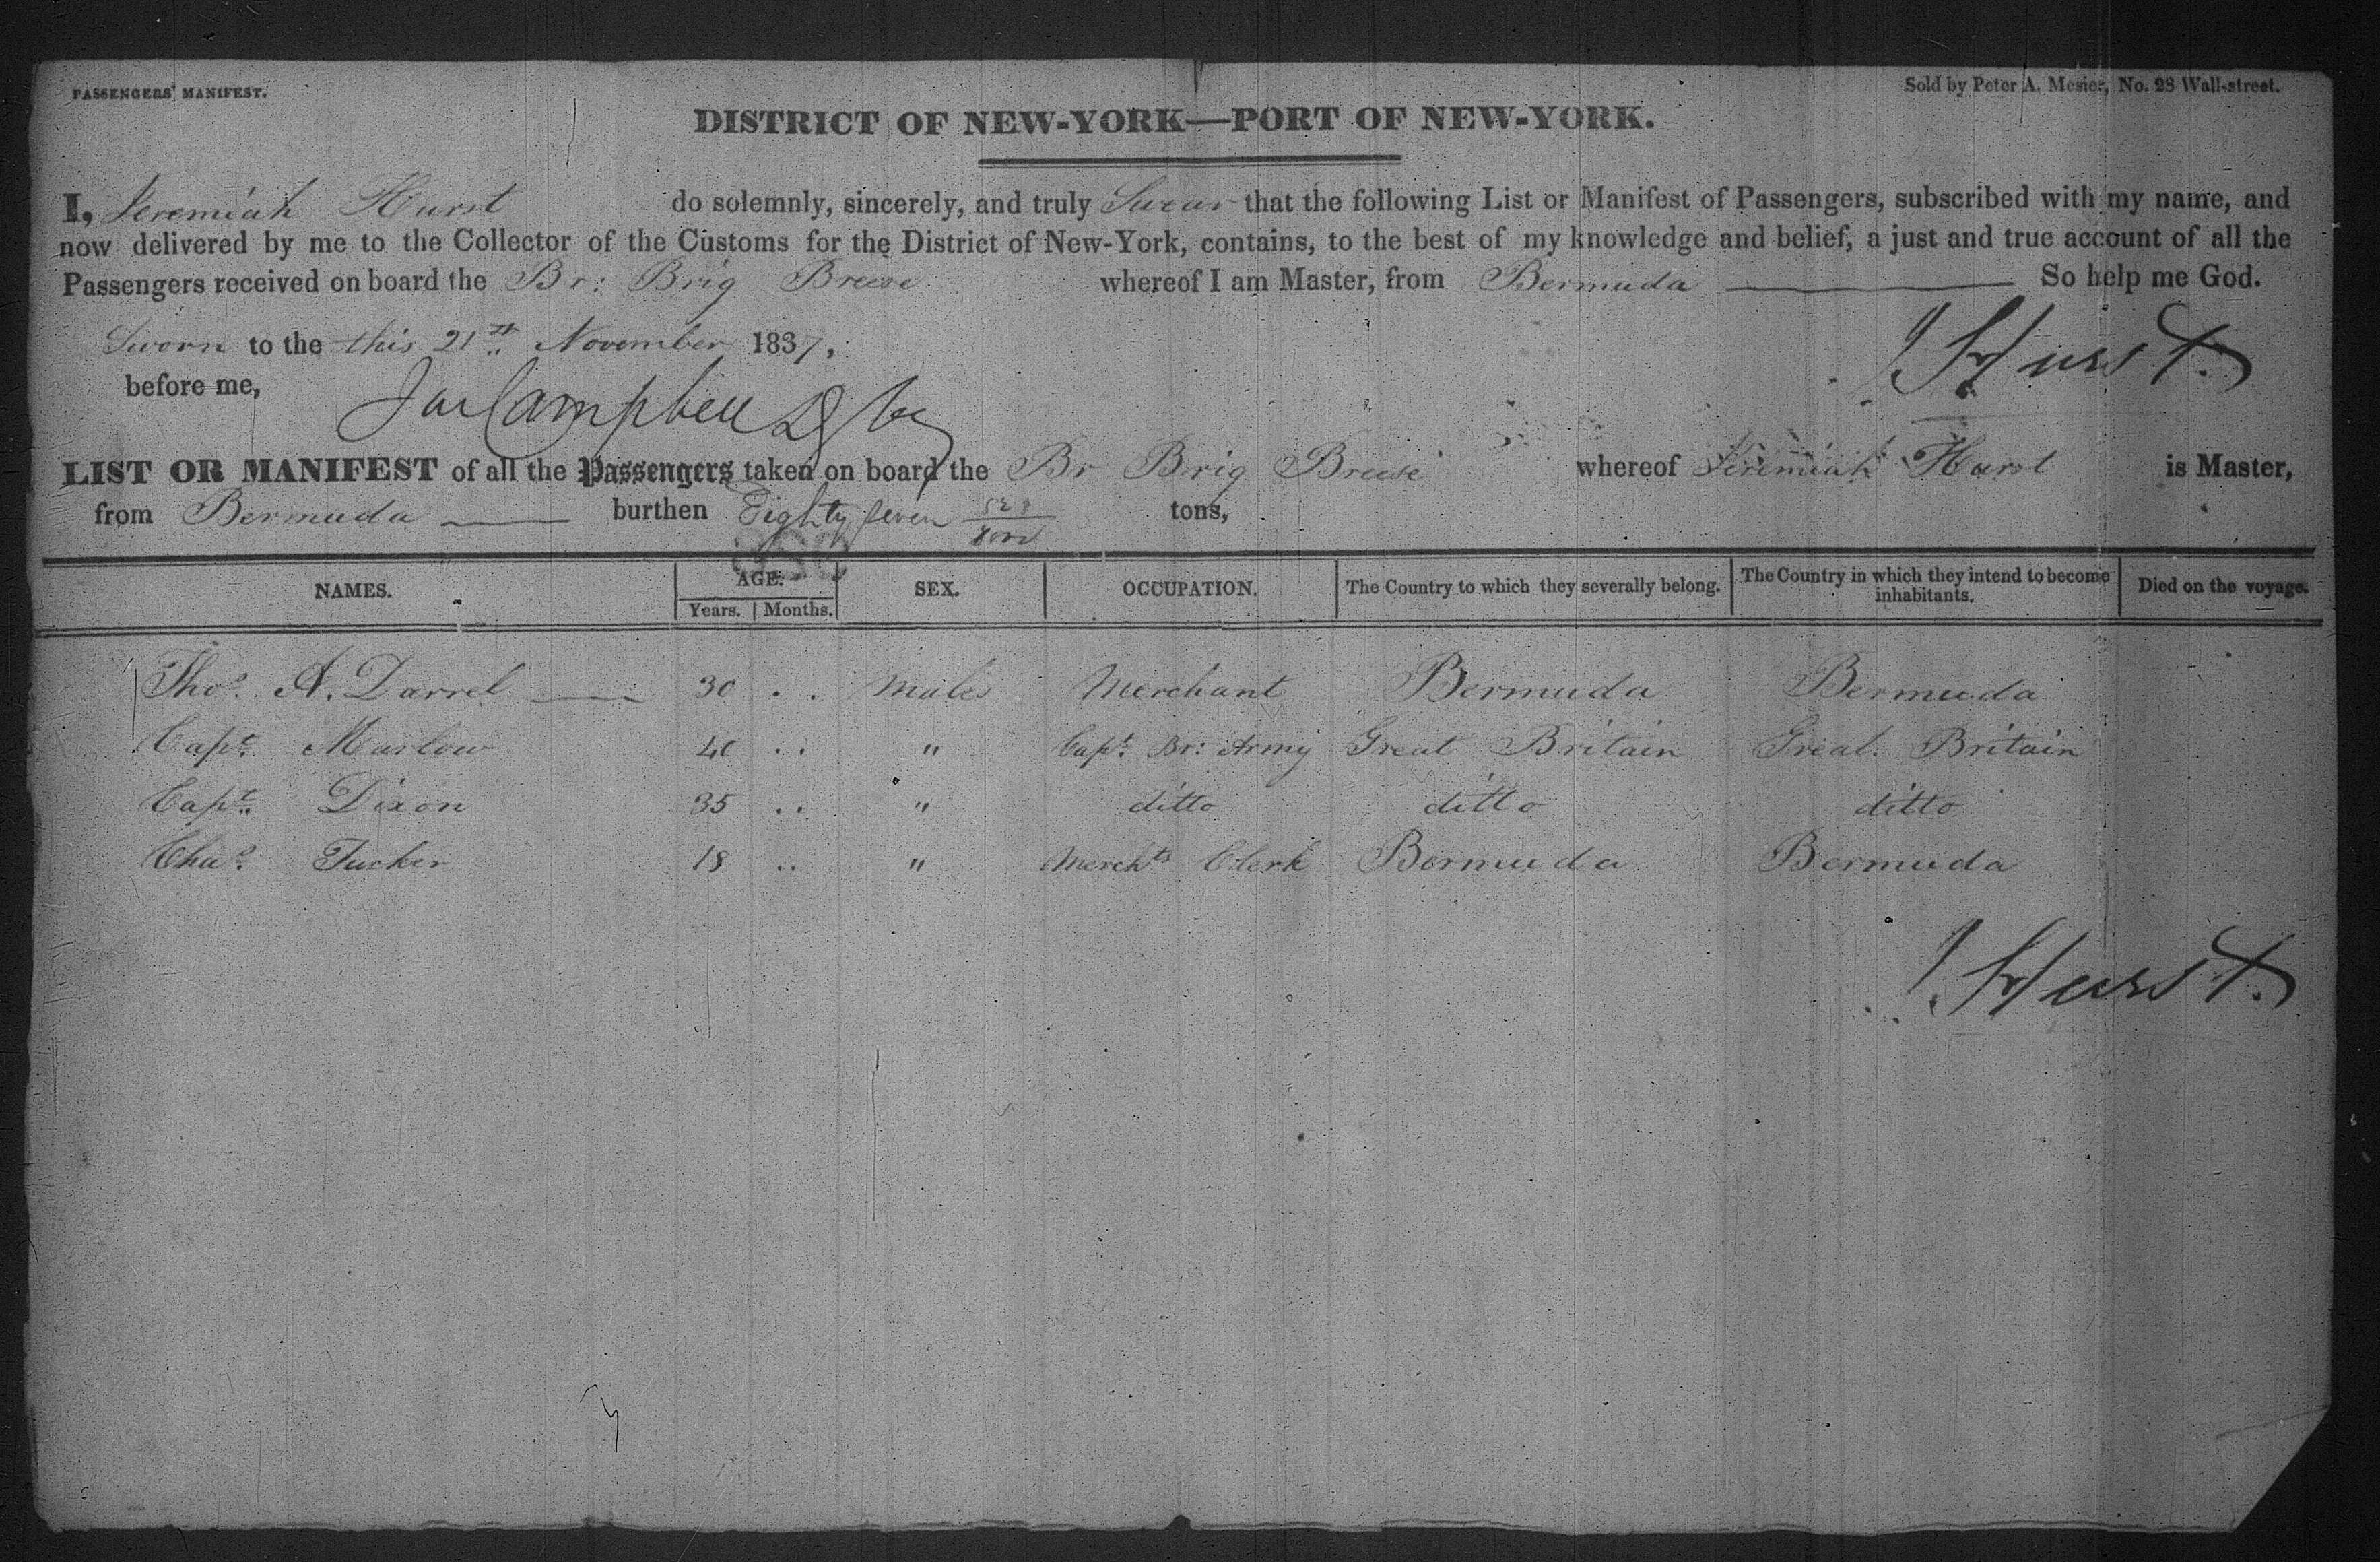 PASSENGERS' MANIFEST.
Sold by Peter A. Mesier, No. 28 Wall-street.
DISTRICT OF NEW-YORK—PORT OF NEW-YORK.
I, Jeremiah Hurst do solemnly, sincerely, and truly Swear that the following List or Manifest of Passengers, subscribed with my name, and
now delivered by me to the Collector of the Customs for the District of New-York, contains, to the best of my knowledge and belief, a just and true account of all the
Passengers received on board the Br: Brig Breese whereof I am Master, from Bermuda So help me God.
Sworn to the this 21st November 1837,
J Hurst
before me,
Jas Campbell
LIST OR MANIFEST of all the Passengers taken on board the Br Brig Breese whereof Jeremiah Hurst is Master,
from Bermuda burthen Eighty Seven tons,
NAMES. AGE. SEX. OCCUPATION. The Country to which they severally belong. The Country in which they intend to become inhabitants. Died on the voyage.
Years. Months.
Thos. A. Darrel 30 .. Males Merchant Bermuda Bermuda
Capt. Marlow 40 .. " Capt. Br: Army Great Britain Great Britain
Capt. Dixon 35 .. " ditto ditto ditto
Chas. Tucker 18 .. " Merchts Clerk Bermuda Bermuda
J Hurst